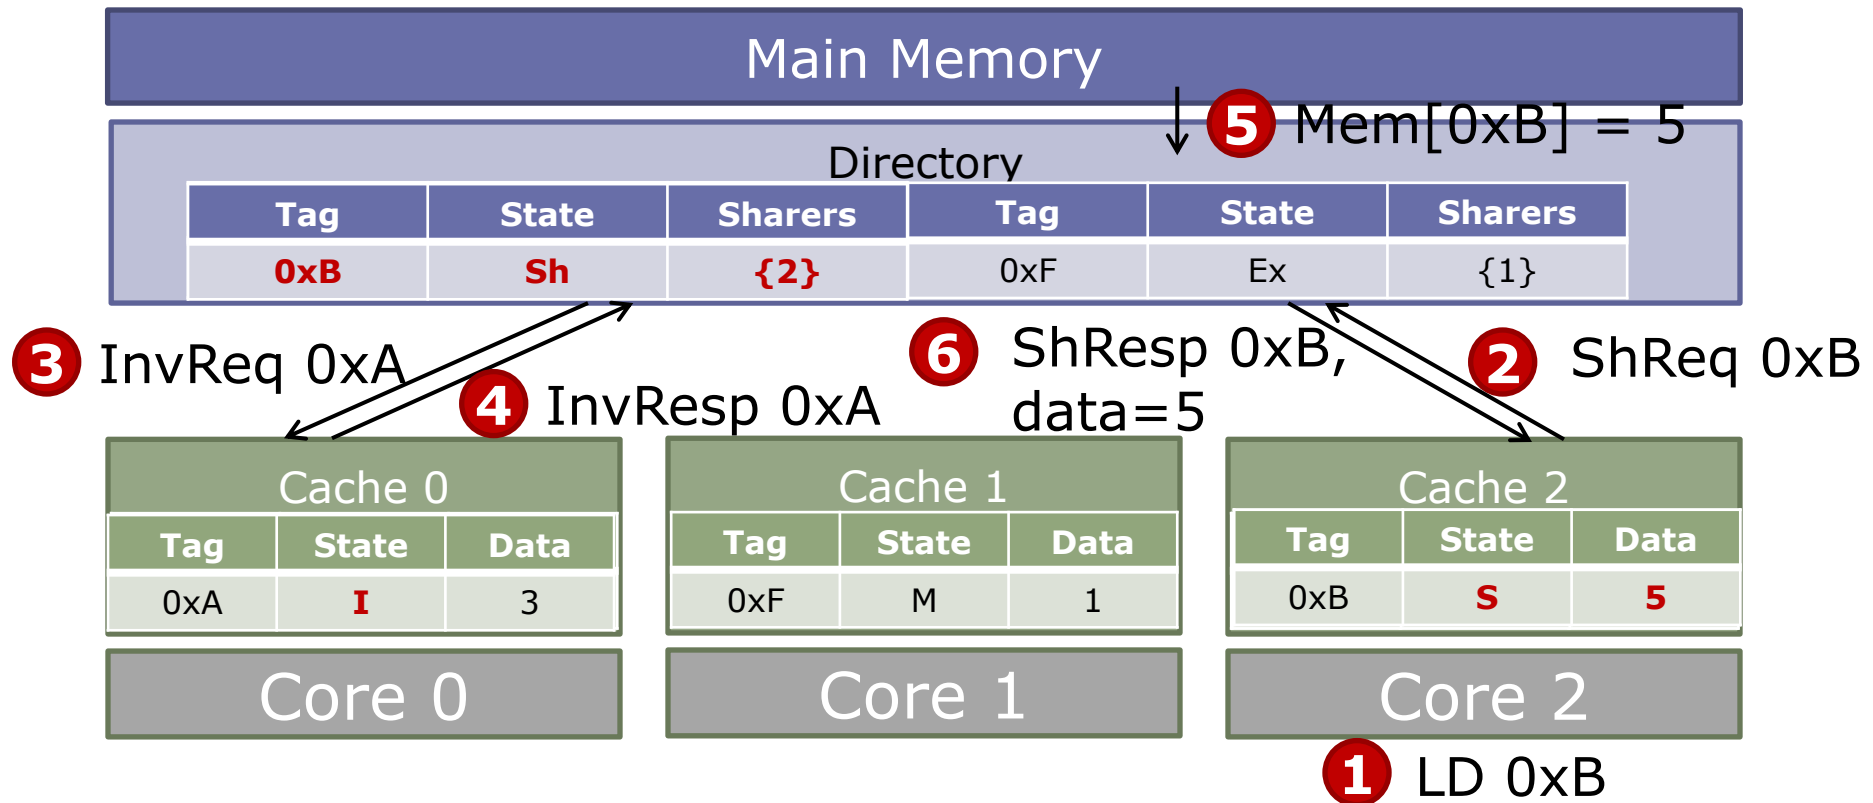 Main Memory
5 Mem[0xB] = 5
Directory
Tag State Sharers Tag State Sharers
0xB Sh {2} 0xF Ex {1}
3 InvReq 0xA
4 InvResp 0xA
6 ShResp 0xB,
data=5
2 ShReq 0xB
Cache 0
Tag State Data
0xA I 3
Core 0
Cache 1
Tag State Data
0xF M 1
Core 1
Cache 2
Tag State Data
0xB S 5
Core 2
1 LD 0xB